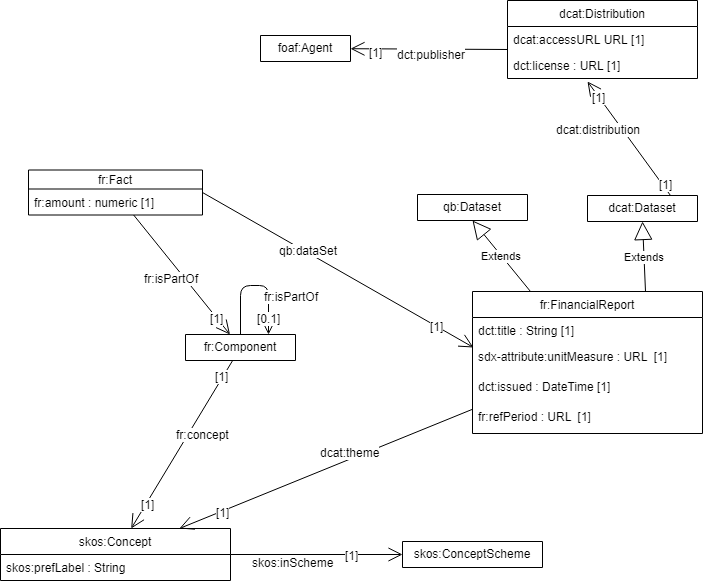 dcat:Distribution
dcat:accessURL URL [1]
dct:license : URL [1]
foaf:Agent
[1]
dct:publisher
[1]
dcat:distribution
[1]
fr:Fact
fr:amount : numeric [1]
qb:Dataset
dcat:Dataset
qb:dataSet
Extends
Extends
fr:isPartOf
fr:isPartOf
[1]
[0.1]
[1]
fr:FinancialReport
dct:title : String [1]
sdx-attribute:unitMeasure : URL [1]
dct:issued : DateTime [1]
fr:refPeriod : URL [1]
fr:Component
[1]
fr:concept
dcat:theme
[1]
[1]
skos:Concept
skos:prefLabel : String
skos:inScheme
[1]
skos:ConceptScheme